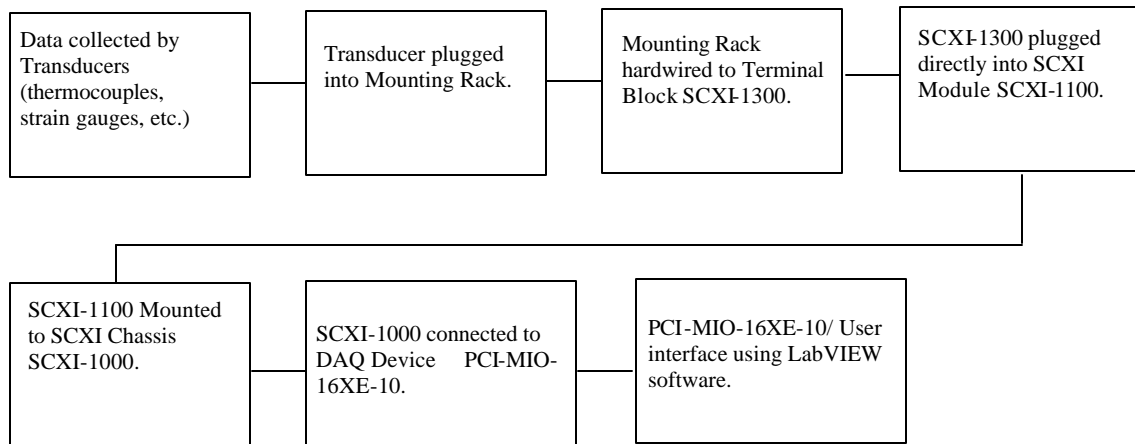 Data collected by
Transducers
(thermocouples,
strain gauges, etc.)
Transducer plugged
into Mounting Rack.
Mounting Rack
hardwired to Terminal
Block SCXI-1300.
SCXI-1300 plugged
directly into SCXI
Module SCXI-1100.
SCXI-1100 Mounted
to SCXI Chassis
SCXI-1000.
SCXI-1000 connected to
DAQ Device PCI-MIO-
16XE-10.
PCI-MIO-16XE-10/ User
interface using LabVIEW
software.